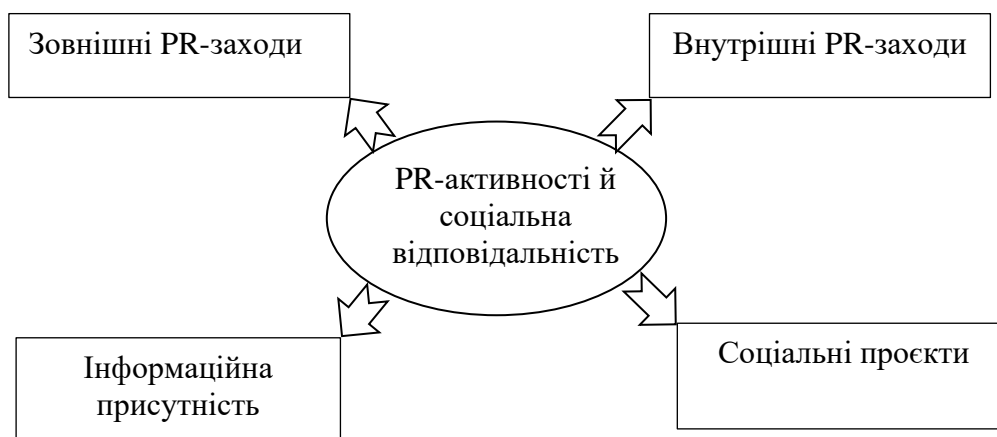 Зовнішні PR-заходи
Внутрішні PR-заходи
PR-активності й
соціальна
відповідальність
Інформаційна
присутність
Соціальні проєкти